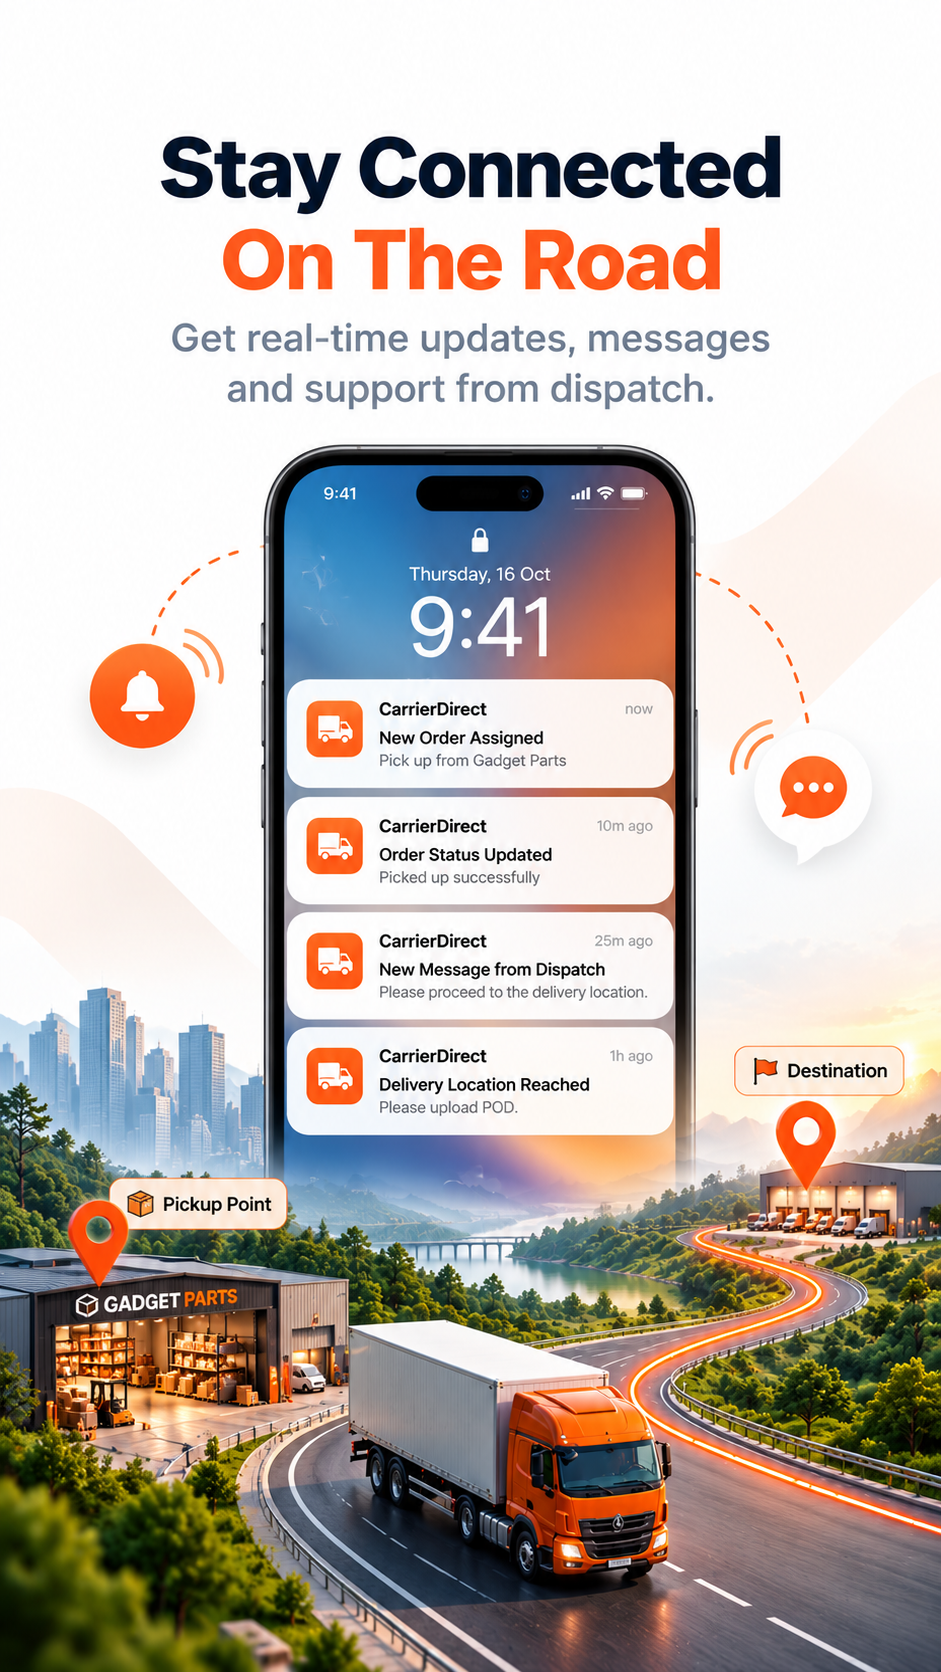 Stay Connected
On The Road
Get real-time updates, messages
and support from dispatch.
9:41
Thursday, 16 Oct
9:41
CarrierDirect now
New Order Assigned
Pick up from Gadget Parts
CarrierDirect 10m ago
Order Status Updated
Picked up successfully
CarrierDirect 25m ago
New Message from Dispatch
Please proceed to the delivery location.
CarrierDirect 1h ago
Delivery Location Reached
Please upload POD.
Destination
Pickup Point
GADGET PARTS